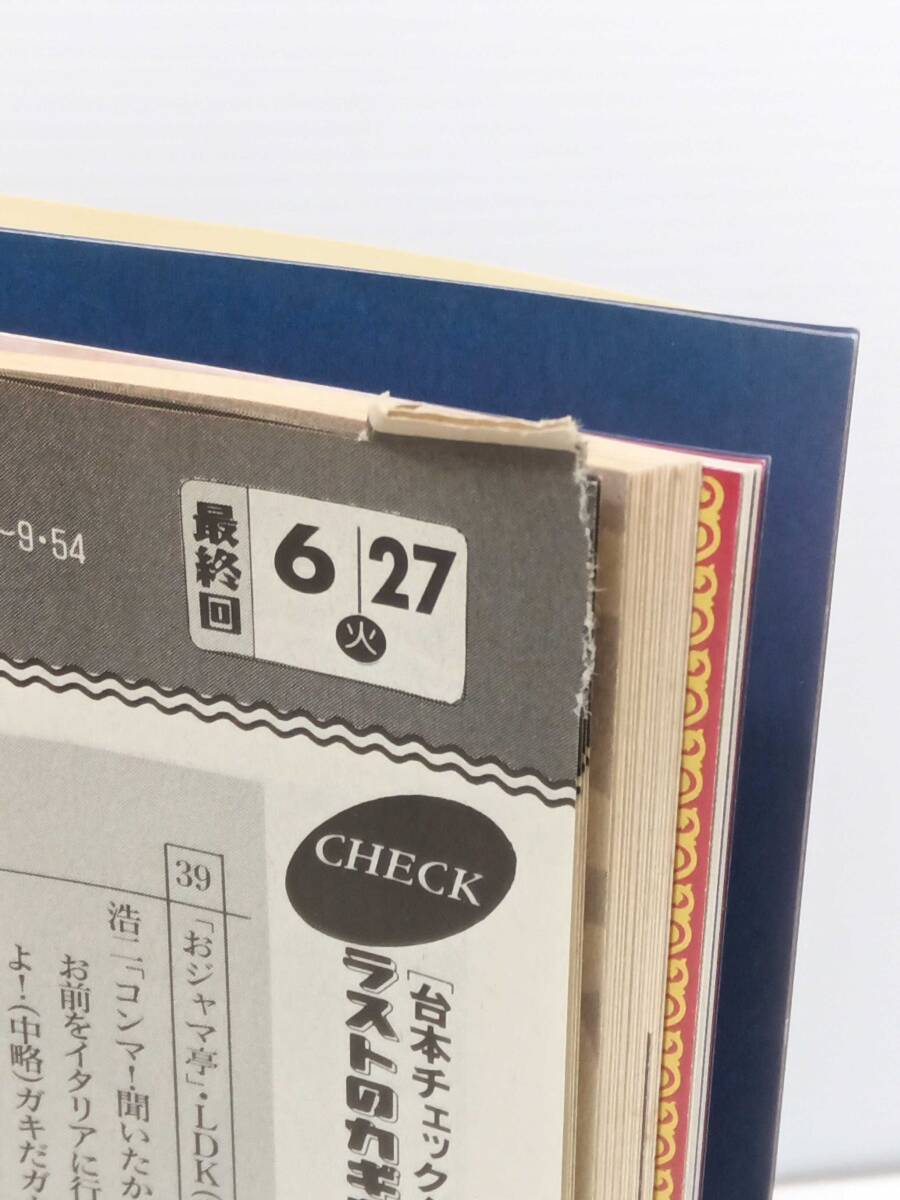 ~9・54
最終回
6
27
火
CHECK
[台本チェック
ラストのカギ
39
「おジャマ亭」・LDK(
浩二「コンマ!聞いたか
お前をイタリアに行
よ!(中略)ガキだガ